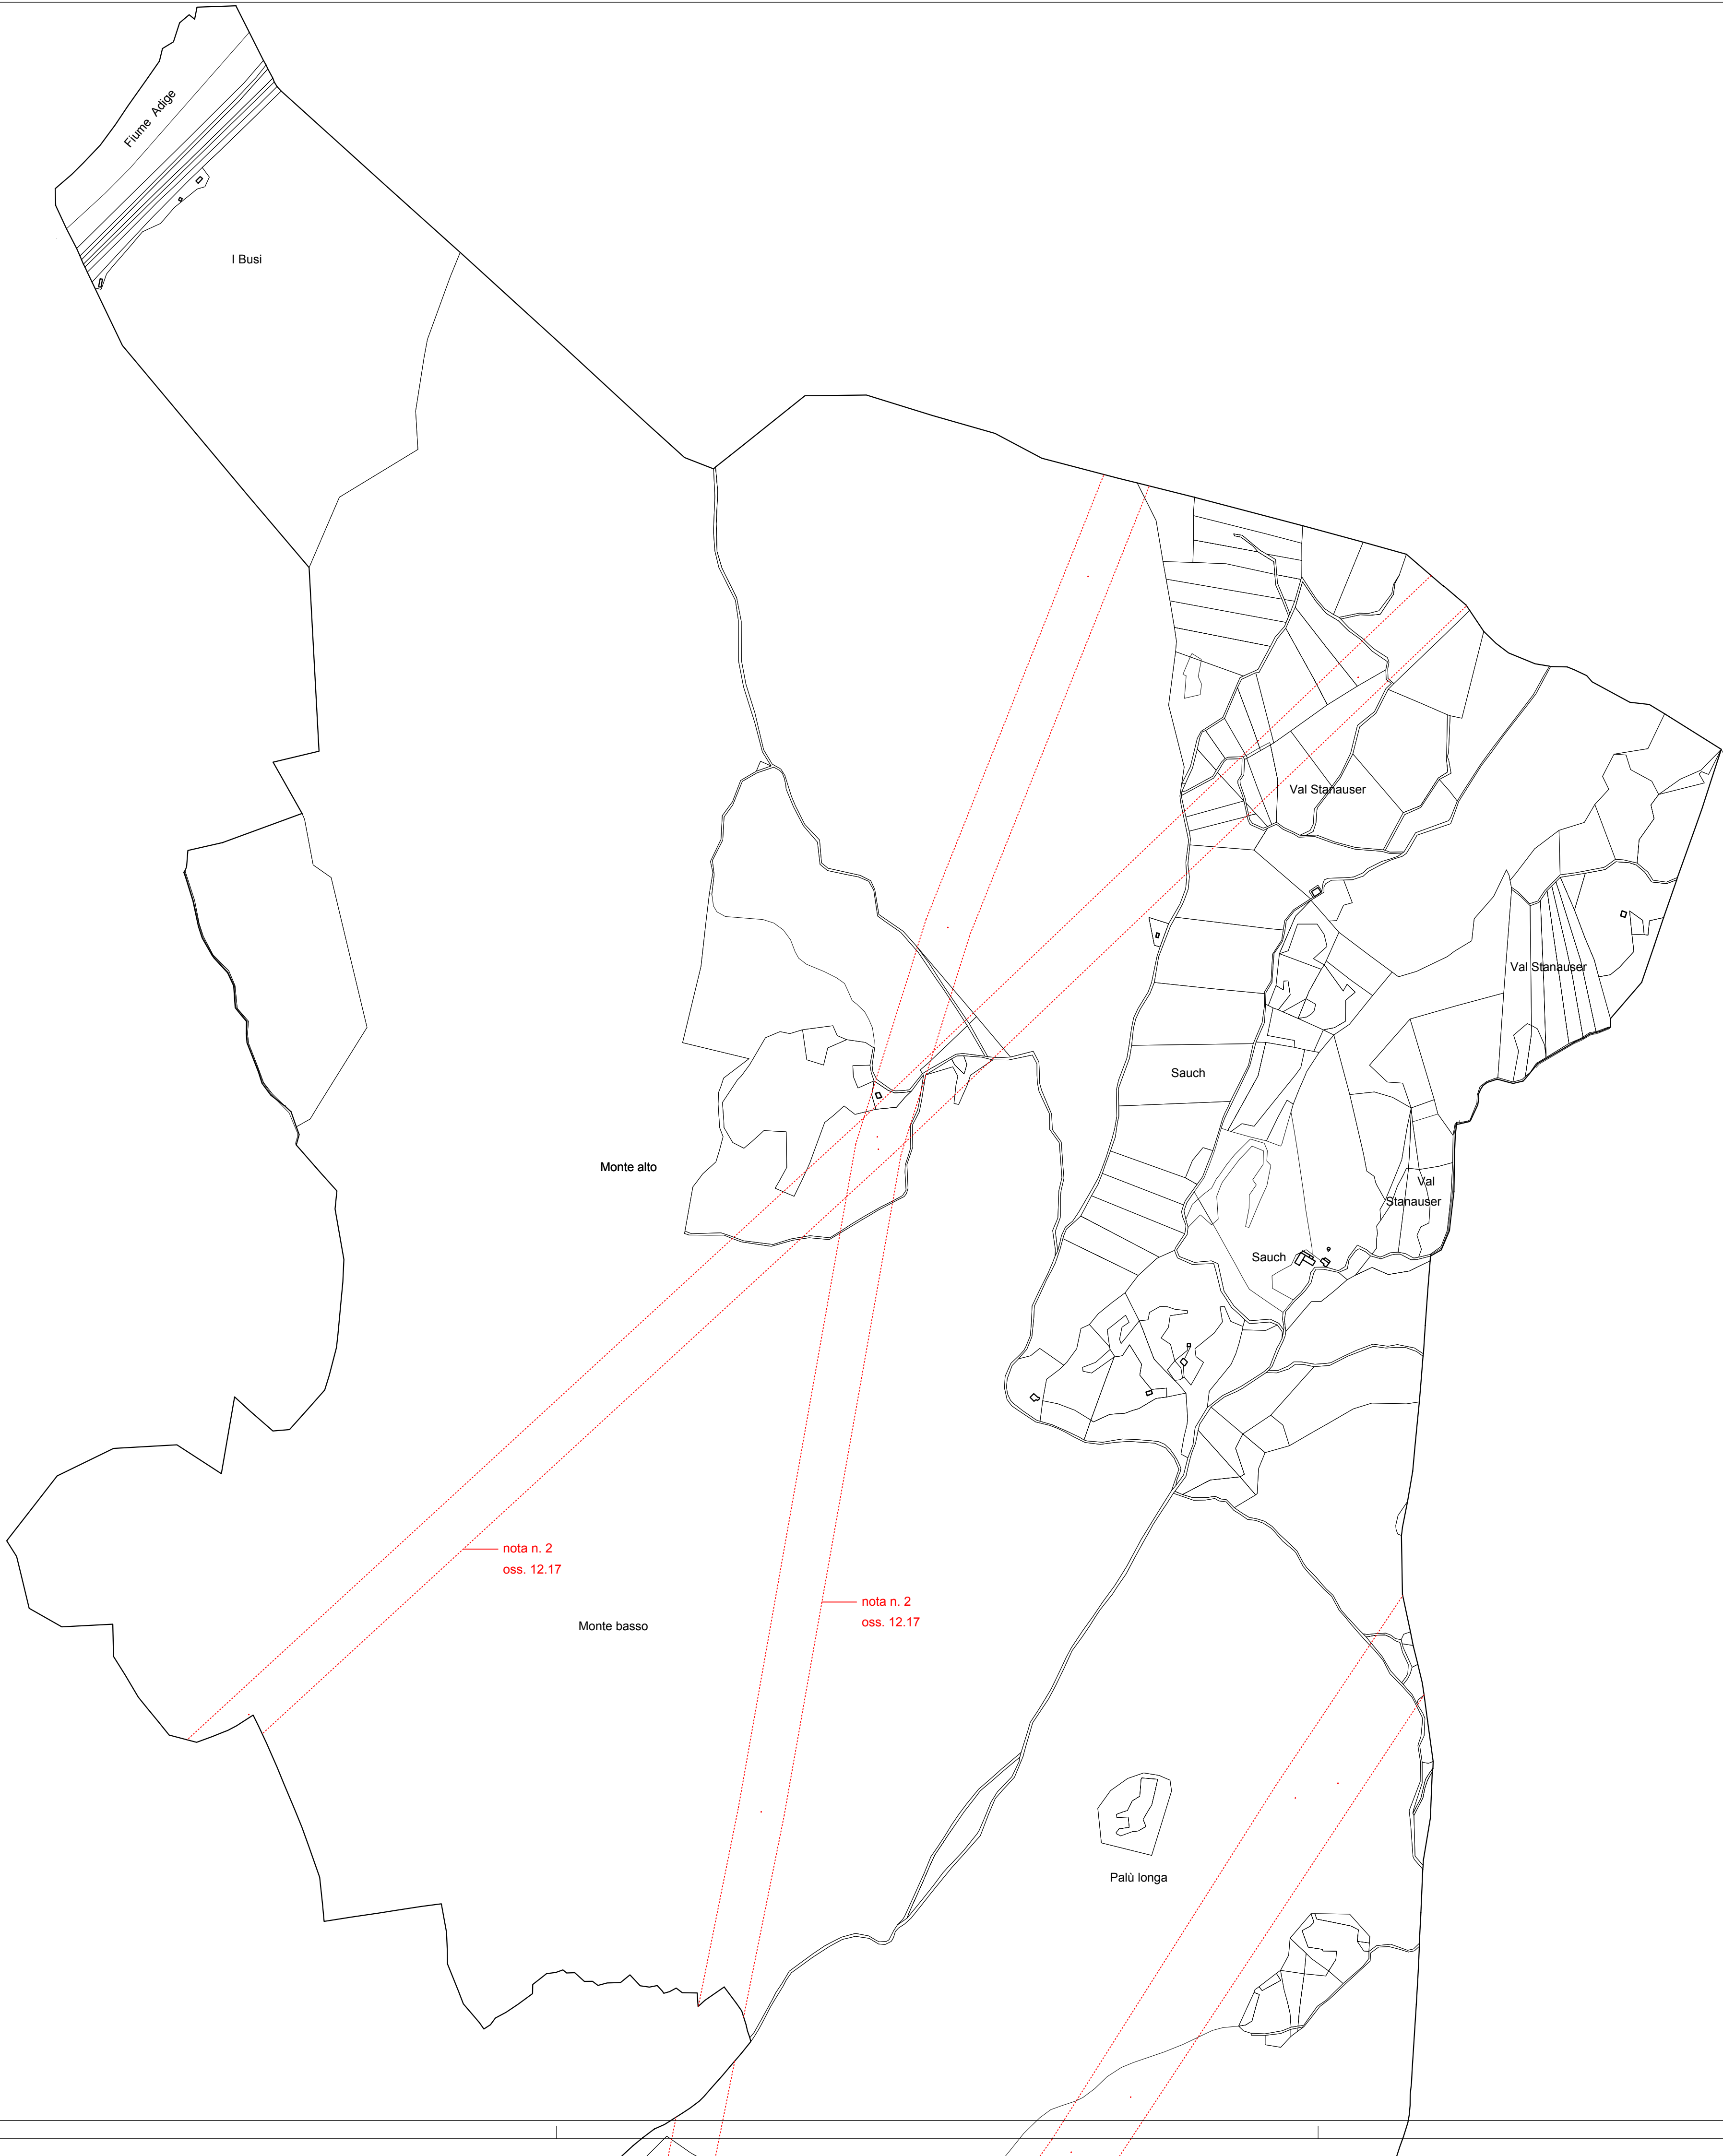 Fiume Adige
I Busi
Val Stanauser
Val Stanauser
Sauch
Monte alto
Val
Stanauser
Sauch
nota n. 2
oss. 12.17
nota n. 2
oss. 12.17
Monte basso
Palù longa